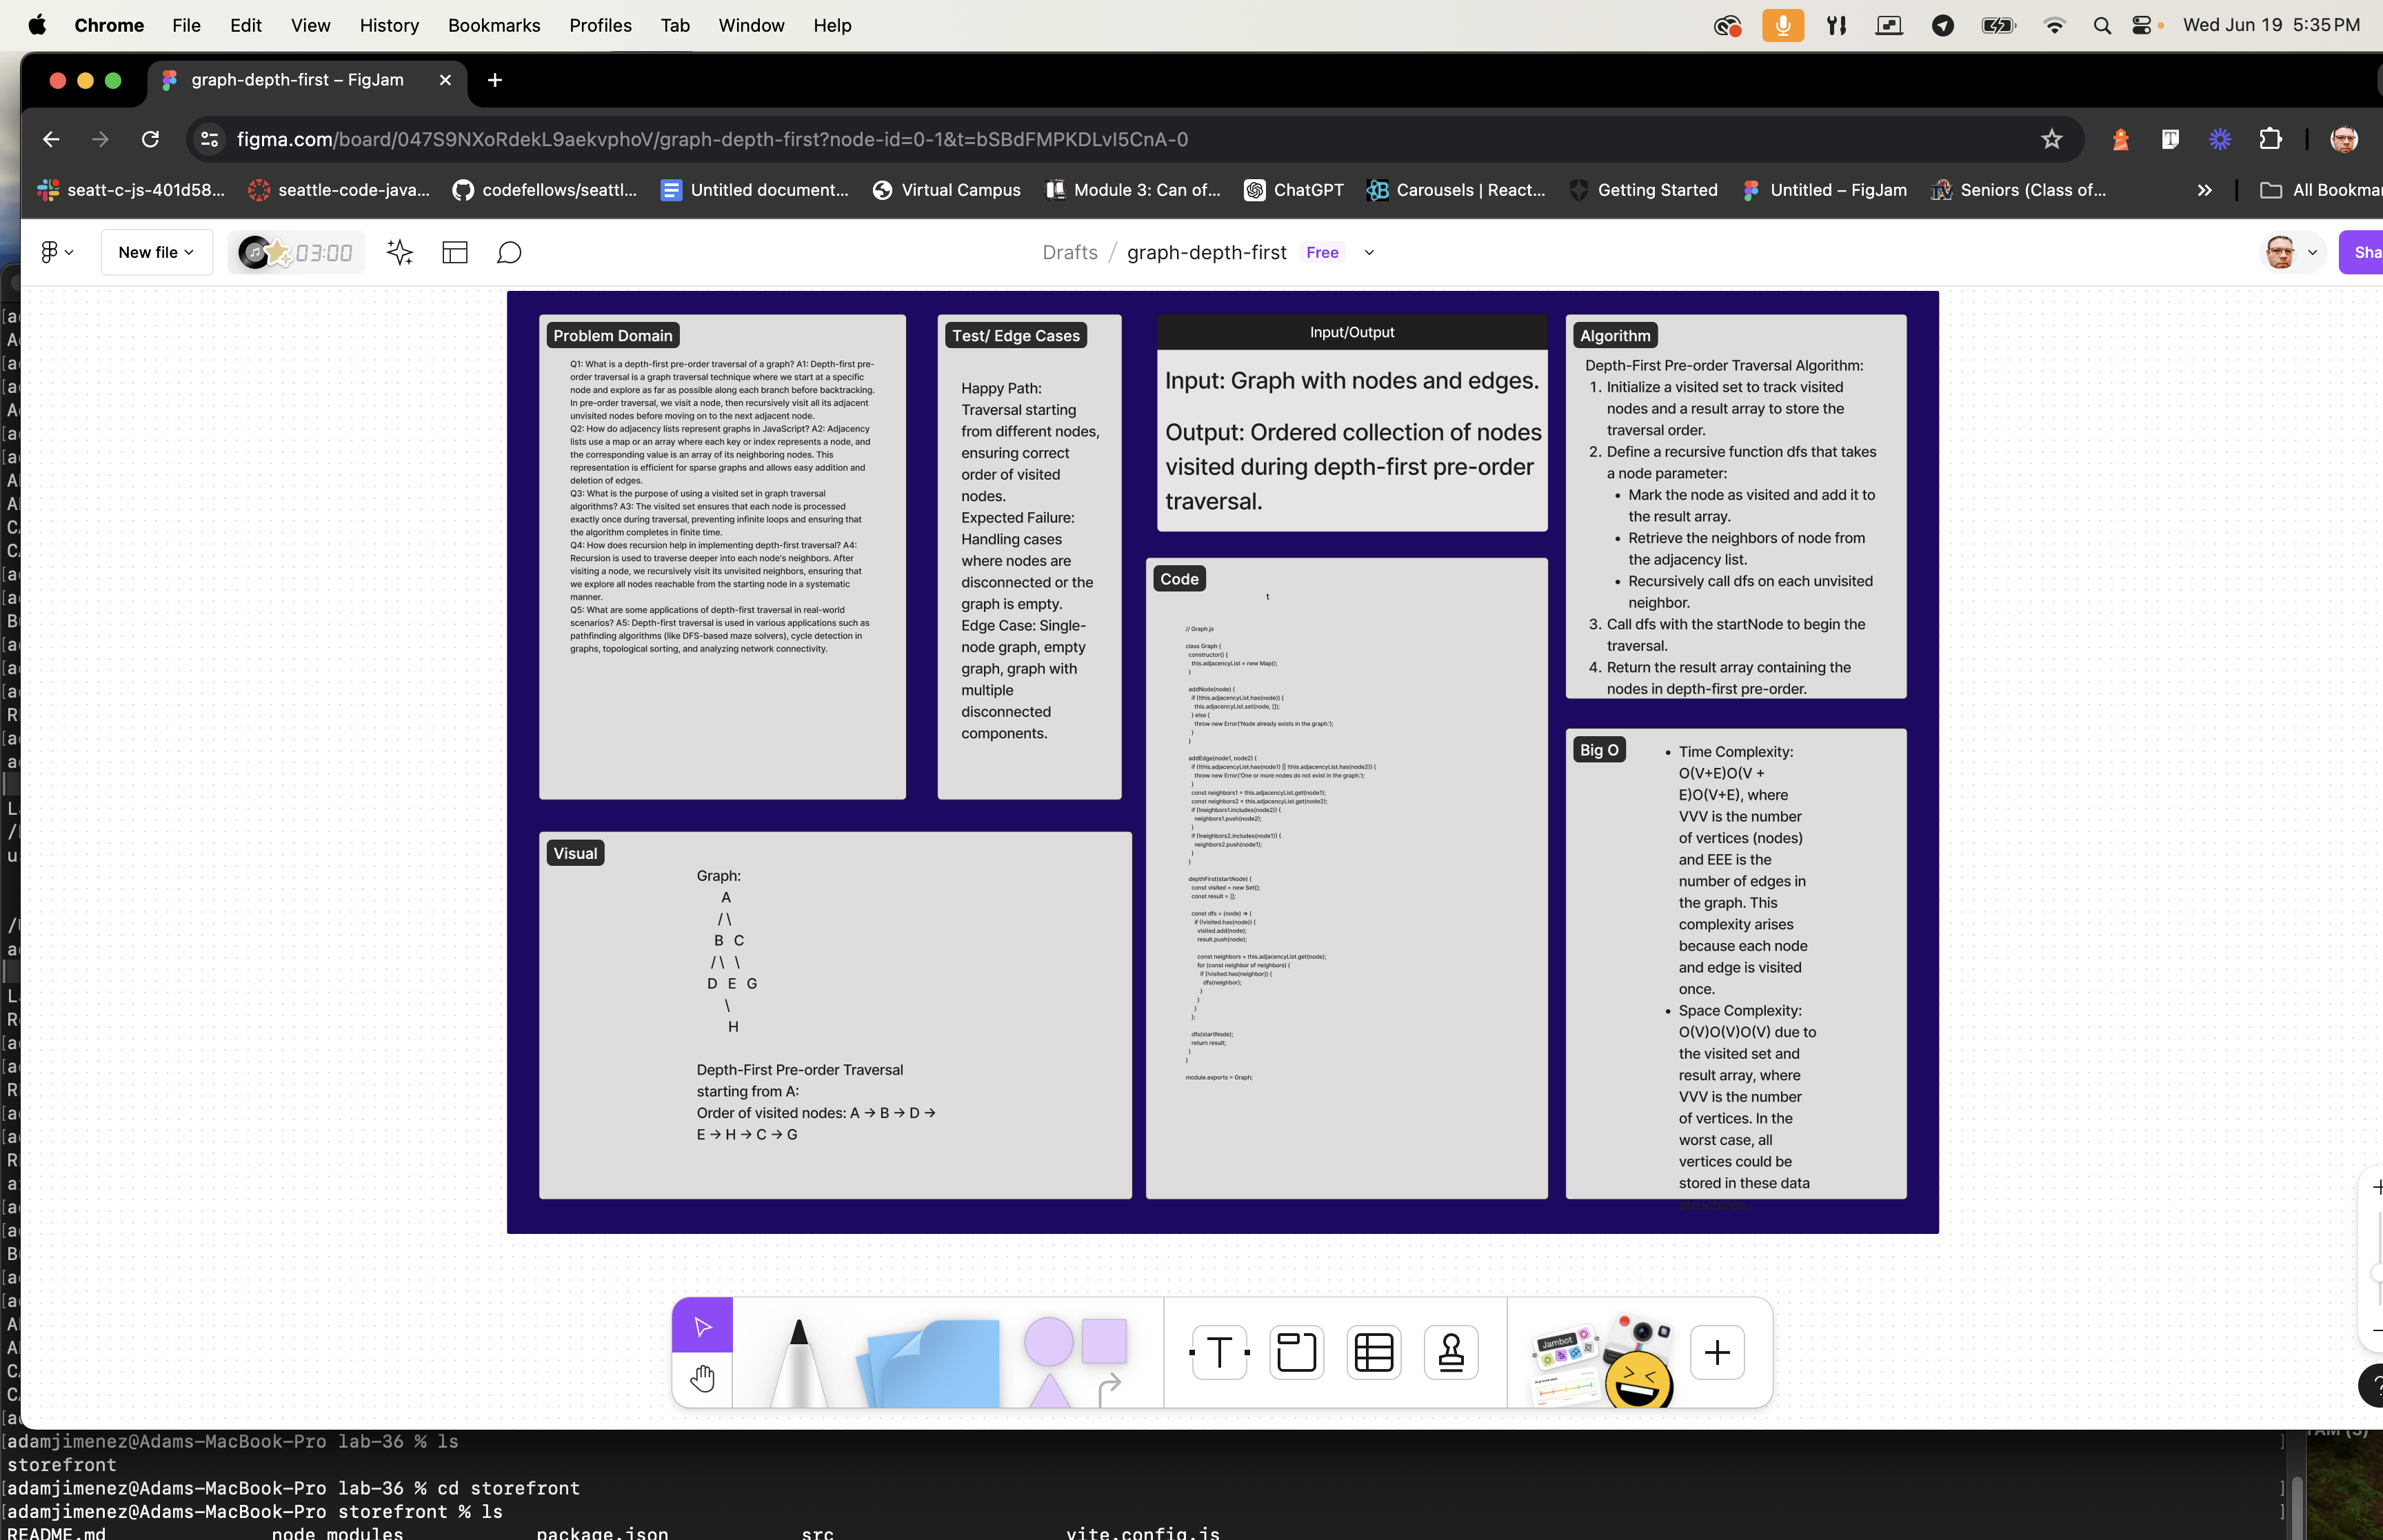 Chrome File Edit View History Bookmarks Profiles Tab Window Help
Wed Jun 19 5:35 PM
graph-depth-first – FigJam
figma.com/board/047S9NXoRdekL9aekvphoV/graph-depth-first?node-id=0-1&t=bSBdFMPKDLvI5CnA-0
seatt-c-js-401d58... seattle-code-java... codefellows/seattl... Untitled document... Virtual Campus Module 3: Can of... ChatGPT Carousels | React... Getting Started Untitled – FigJam Seniors (Class of... » All Bookmar
New file 03:00
Drafts / graph-depth-first Free
Sha
Problem Domain
Q1: What is a depth-first pre-order traversal of a graph? A1: Depth-first pre-
order traversal is a graph traversal technique where we start at a specific
node and explore as far as possible along each branch before backtracking.
In pre-order traversal, we visit a node, then recursively visit all its adjacent
unvisited nodes before moving on to the next adjacent node.
Q2: How do adjacency lists represent graphs in JavaScript? A2: Adjacency
lists use a map or an array where each key or index represents a node, and
the corresponding value is an array of its neighboring nodes. This
representation is efficient for sparse graphs and allows easy addition and
deletion of edges.
Q3: What is the purpose of using a visited set in graph traversal
algorithms? A3: The visited set ensures that each node is processed
exactly once during traversal, preventing infinite loops and ensuring that
the algorithm completes in finite time.
Q4: How does recursion help in implementing depth-first traversal? A4:
Recursion is used to traverse deeper into each node's neighbors. After
visiting a node, we recursively visit its unvisited neighbors, ensuring that
we explore all nodes reachable from the starting node in a systematic
manner.
Q5: What are some applications of depth-first traversal in real-world
scenarios? A5: Depth-first traversal is used in various applications such as
pathfinding algorithms (like DFS-based maze solvers), cycle detection in
graphs, topological sorting, and analyzing network connectivity.
Test/ Edge Cases
Happy Path:
Traversal starting
from different nodes,
ensuring correct
order of visited
nodes.
Expected Failure:
Handling cases
where nodes are
disconnected or the
graph is empty.
Edge Case: Single-
node graph, empty
graph, graph with
multiple
disconnected
components.
Input/Output
Input: Graph with nodes and edges.
Output: Ordered collection of nodes
visited during depth-first pre-order
traversal.
Algorithm
Depth-First Pre-order Traversal Algorithm:
1. Initialize a visited set to track visited
nodes and a result array to store the
traversal order.
2. Define a recursive function dfs that takes
a node parameter:
• Mark the node as visited and add it to
the result array.
• Retrieve the neighbors of node from
the adjacency list.
• Recursively call dfs on each unvisited
neighbor.
3. Call dfs with the startNode to begin the
traversal.
4. Return the result array containing the
nodes in depth-first pre-order.
Code
t
// Graph.js
class Graph {
constructor() {
this.adjacencyList = new Map();
}
addNode(node) {
if (!this.adjacencyList.has(node)) {
this.adjacencyList.set(node, []);
} else {
throw new Error('Node already exists in the graph.');
}
}
addEdge(node1, node2) {
if (!this.adjacencyList.has(node1) || !this.adjacencyList.has(node2)) {
throw new Error('One or more nodes do not exist in the graph.');
}
const neighbors1 = this.adjacencyList.get(node1);
const neighbors2 = this.adjacencyList.get(node2);
if (!neighbors1.includes(node2)) {
neighbors1.push(node2);
}
if (!neighbors2.includes(node1)) {
neighbors2.push(node1);
}
}
depthFirst(startNode) {
const visited = new Set();
const result = [];
const dfs = (node) => {
if (!visited.has(node)) {
visited.add(node);
result.push(node);
const neighbors = this.adjacencyList.get(node);
for (const neighbor of neighbors) {
if (!visited.has(neighbor)) {
dfs(neighbor);
}
}
}
};
dfs(startNode);
return result;
}
}
module.exports = Graph;
Visual
Graph:
A
/ \
B C
/ \ \
D E G
\
H
Depth-First Pre-order Traversal
starting from A:
Order of visited nodes: A → B → D →
E → H → C → G
Big O
• Time Complexity:
O(V+E)O(V +
E)O(V+E), where
VVV is the number
of vertices (nodes)
and EEE is the
number of edges in
the graph. This
complexity arises
because each node
and edge is visited
once.
• Space Complexity:
O(V)O(V)O(V) due to
the visited set and
result array, where
VVV is the number
of vertices. In the
worst case, all
vertices could be
stored in these data
Jambot
[adamjimenez@Adams-MacBook-Pro lab-36 % ls
storefront
[adamjimenez@Adams-MacBook-Pro lab-36 % cd storefront
[adamjimenez@Adams-MacBook-Pro storefront % ls
README.md node_modules package.json src vite.config.js